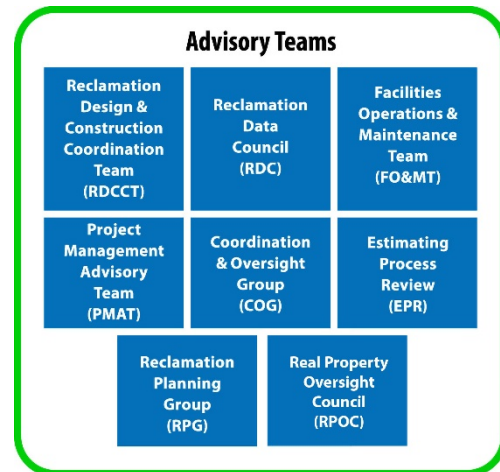 Advisory Teams
Reclamation
Design &
Construction
Coordination
Team
(RDCCT)
Reclamation
Data
Council
(RDC)
Facilities
Operations &
Maintenance
Team
(FO&MT)
Project
Management
Advisory
Team
(PMAT)
Coordination
& Oversight
Group
(COG)
Estimating
Process
Review
(EPR)
Reclamation
Planning
Group
(RPG)
Real Property
Oversight
Council
(RPOC)